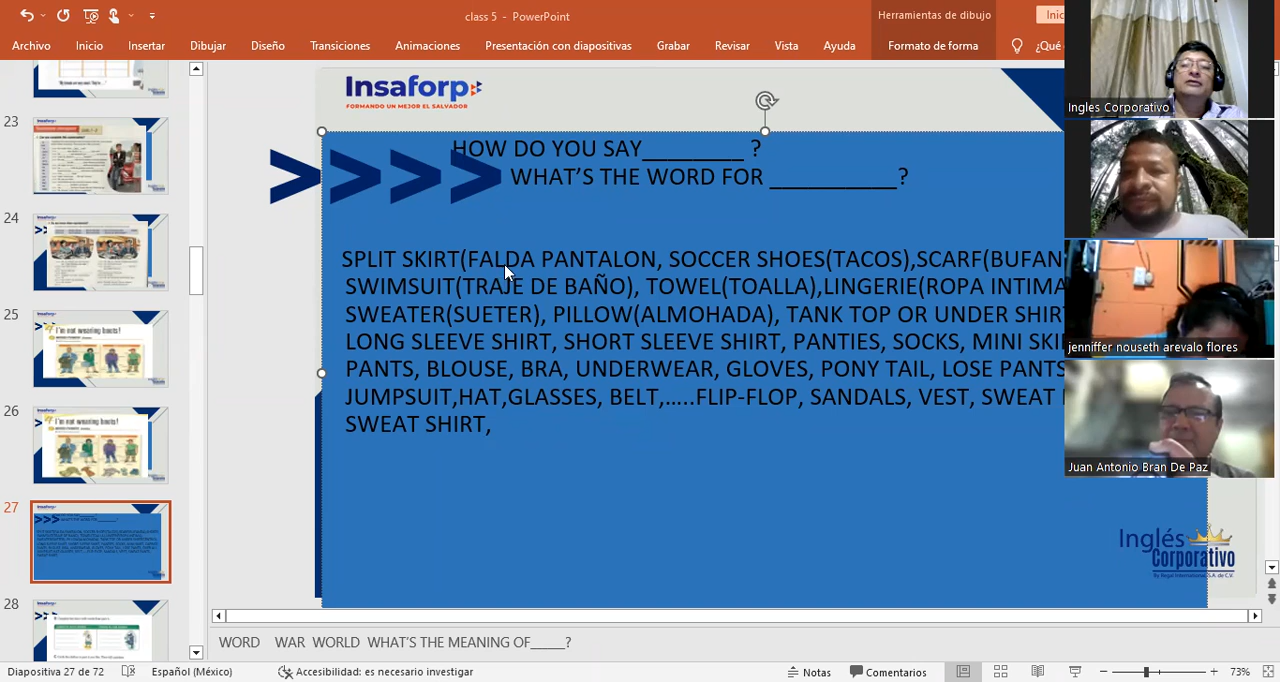 class 5 - PowerPoint
Herramientas de dibujo
Archivo Inicio Insertar Dibujar Diseño Transiciones Animaciones Presentación con diapositivas Grabar Revisar Vista Ayuda Formato de forma ¿Qué
Ingles Corporativo
jenniffer nouseth arevalo flores
Juan Antonio Bran De Paz
23
24
25
I'm not wearing boots!
26
I'm not wearing boots!
27
28
Insaforp
FORMANDO UN MEJOR EL SALVADOR
HOW DO YOU SAY________ ?
WHAT'S THE WORD FOR __________?
SPLIT SKIRT(FALDA PANTALON, SOCCER SHOES(TACOS),SCARF(BUFAN
SWIMSUIT(TRAJE DE BAÑO), TOWEL(TOALLA),LINGERIE(ROPA INTIMA
SWEATER(SUETER), PILLOW(ALMOHADA), TANK TOP OR UNDER SHIRT
LONG SLEEVE SHIRT, SHORT SLEEVE SHIRT, PANTIES, SOCKS, MINI SKI
PANTS, BLOUSE, BRA, UNDERWEAR, GLOVES, PONY TAIL, LOSE PANTS
JUMPSUIT,HAT,GLASSES, BELT,…..FLIP-FLOP, SANDALS, VEST, SWEAT
SWEAT SHIRT,
Inglés
Corporativo
WORD WAR WORLD WHAT'S THE MEANING OF_____?
Diapositiva 27 de 72 Español (México) Accesibilidad: es necesario investigar Notas Comentarios 73%